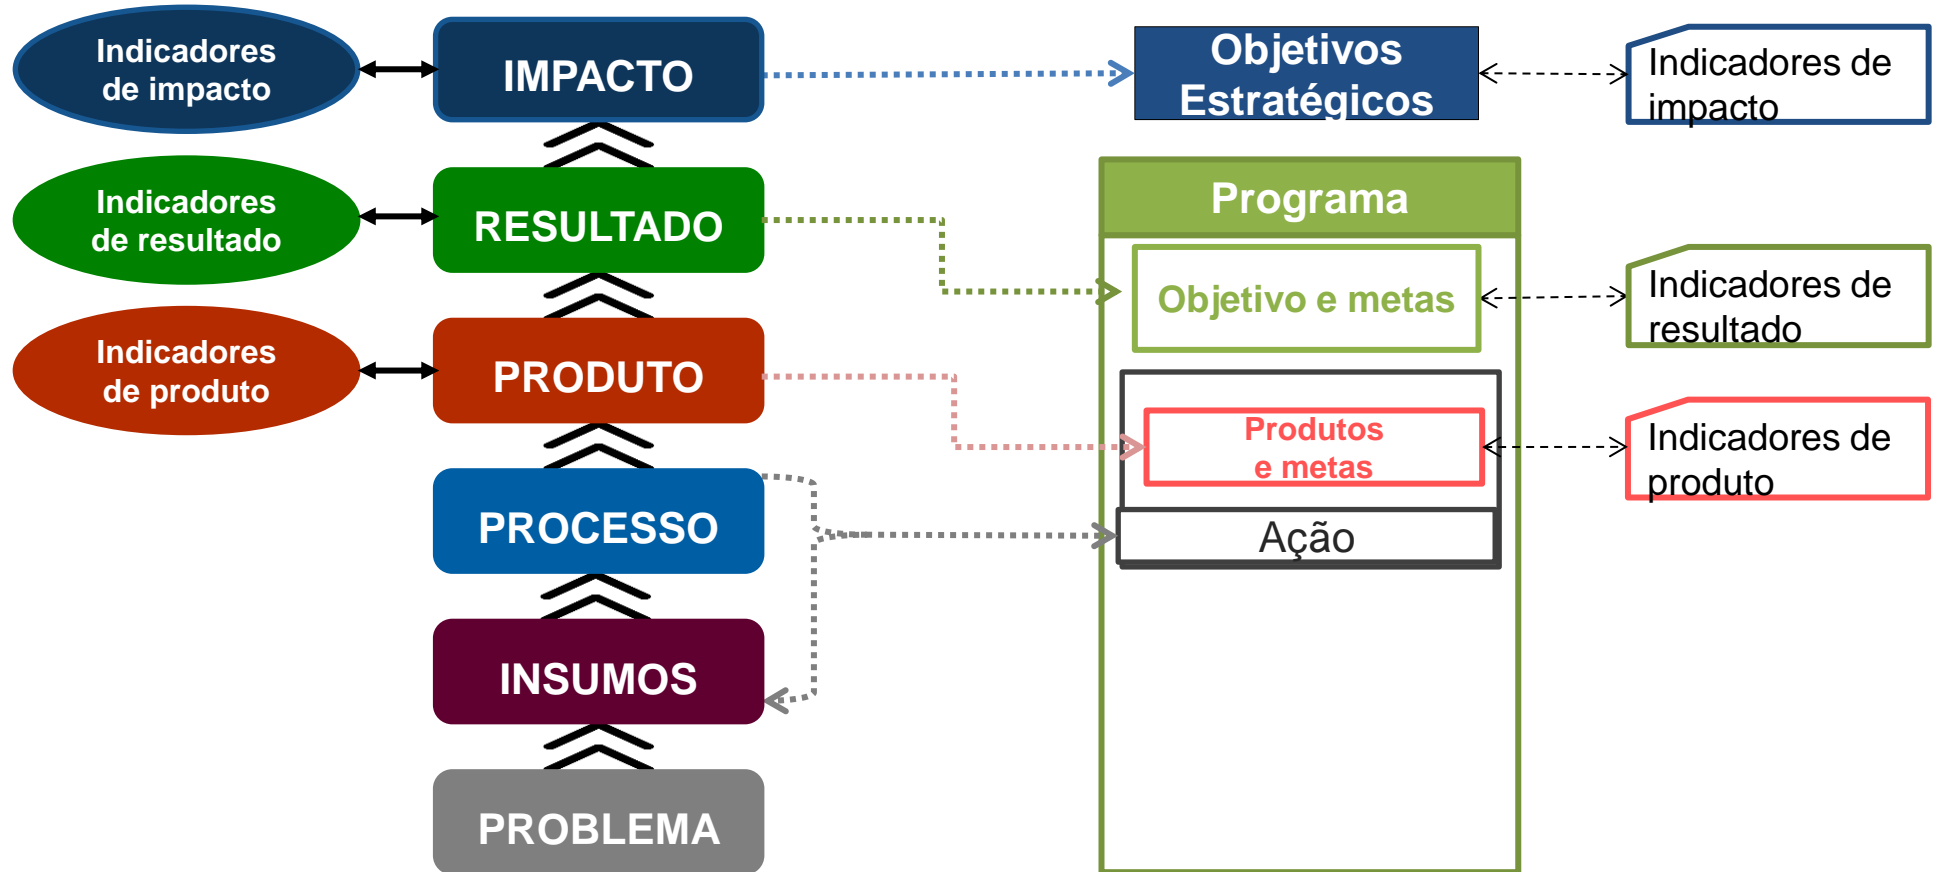 Indicadores
de impacto
IMPACTO
Objetivos
Estratégicos
Indicadores de
impacto
Indicadores
de resultado
RESULTADO
Programa
Objetivo e metas
Indicadores de
resultado
Indicadores
de produto
PRODUTO
Produtos
e metas
Indicadores de
produto
PROCESSO
Ação
INSUMOS
PROBLEMA